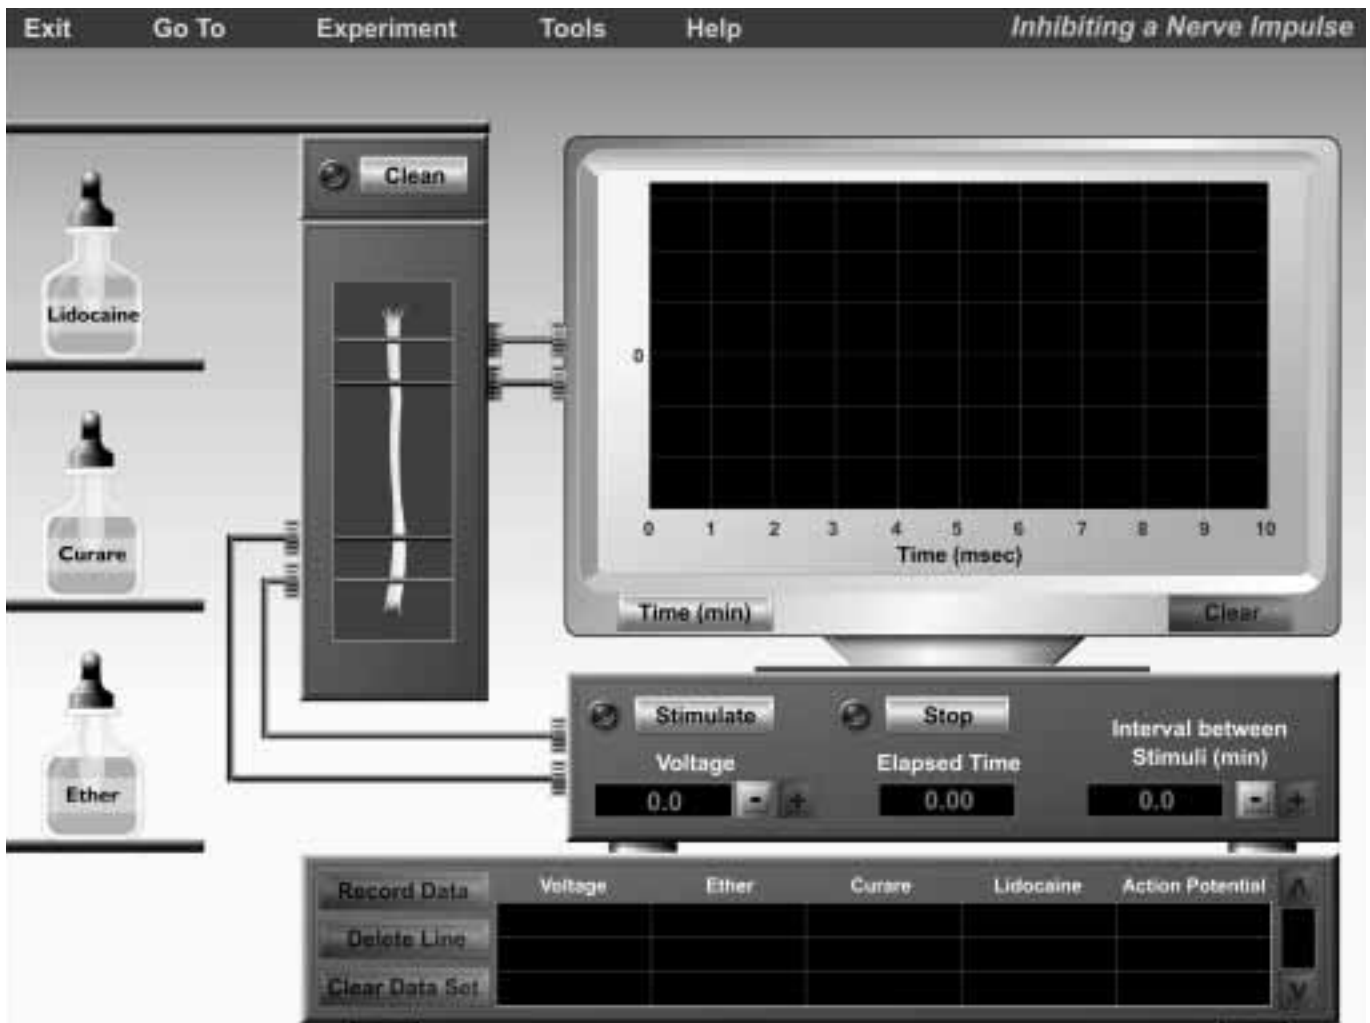 Exit Go To Experiment Tools Help Inhibiting a Nerve Impulse
Clean
Lidocaine
Curare
Ether
0
0 1 2 3 4 5 6 7 8 9 10
Time (msec)
Time (min) Clear
Stimulate Stop
Interval between
Stimuli (min)
Voltage Elapsed Time
0.0 - + 0.00 0.0 - +
Record Data Voltage Ether Curare Lidocaine Action Potential
Delete Line
Clear Data Set